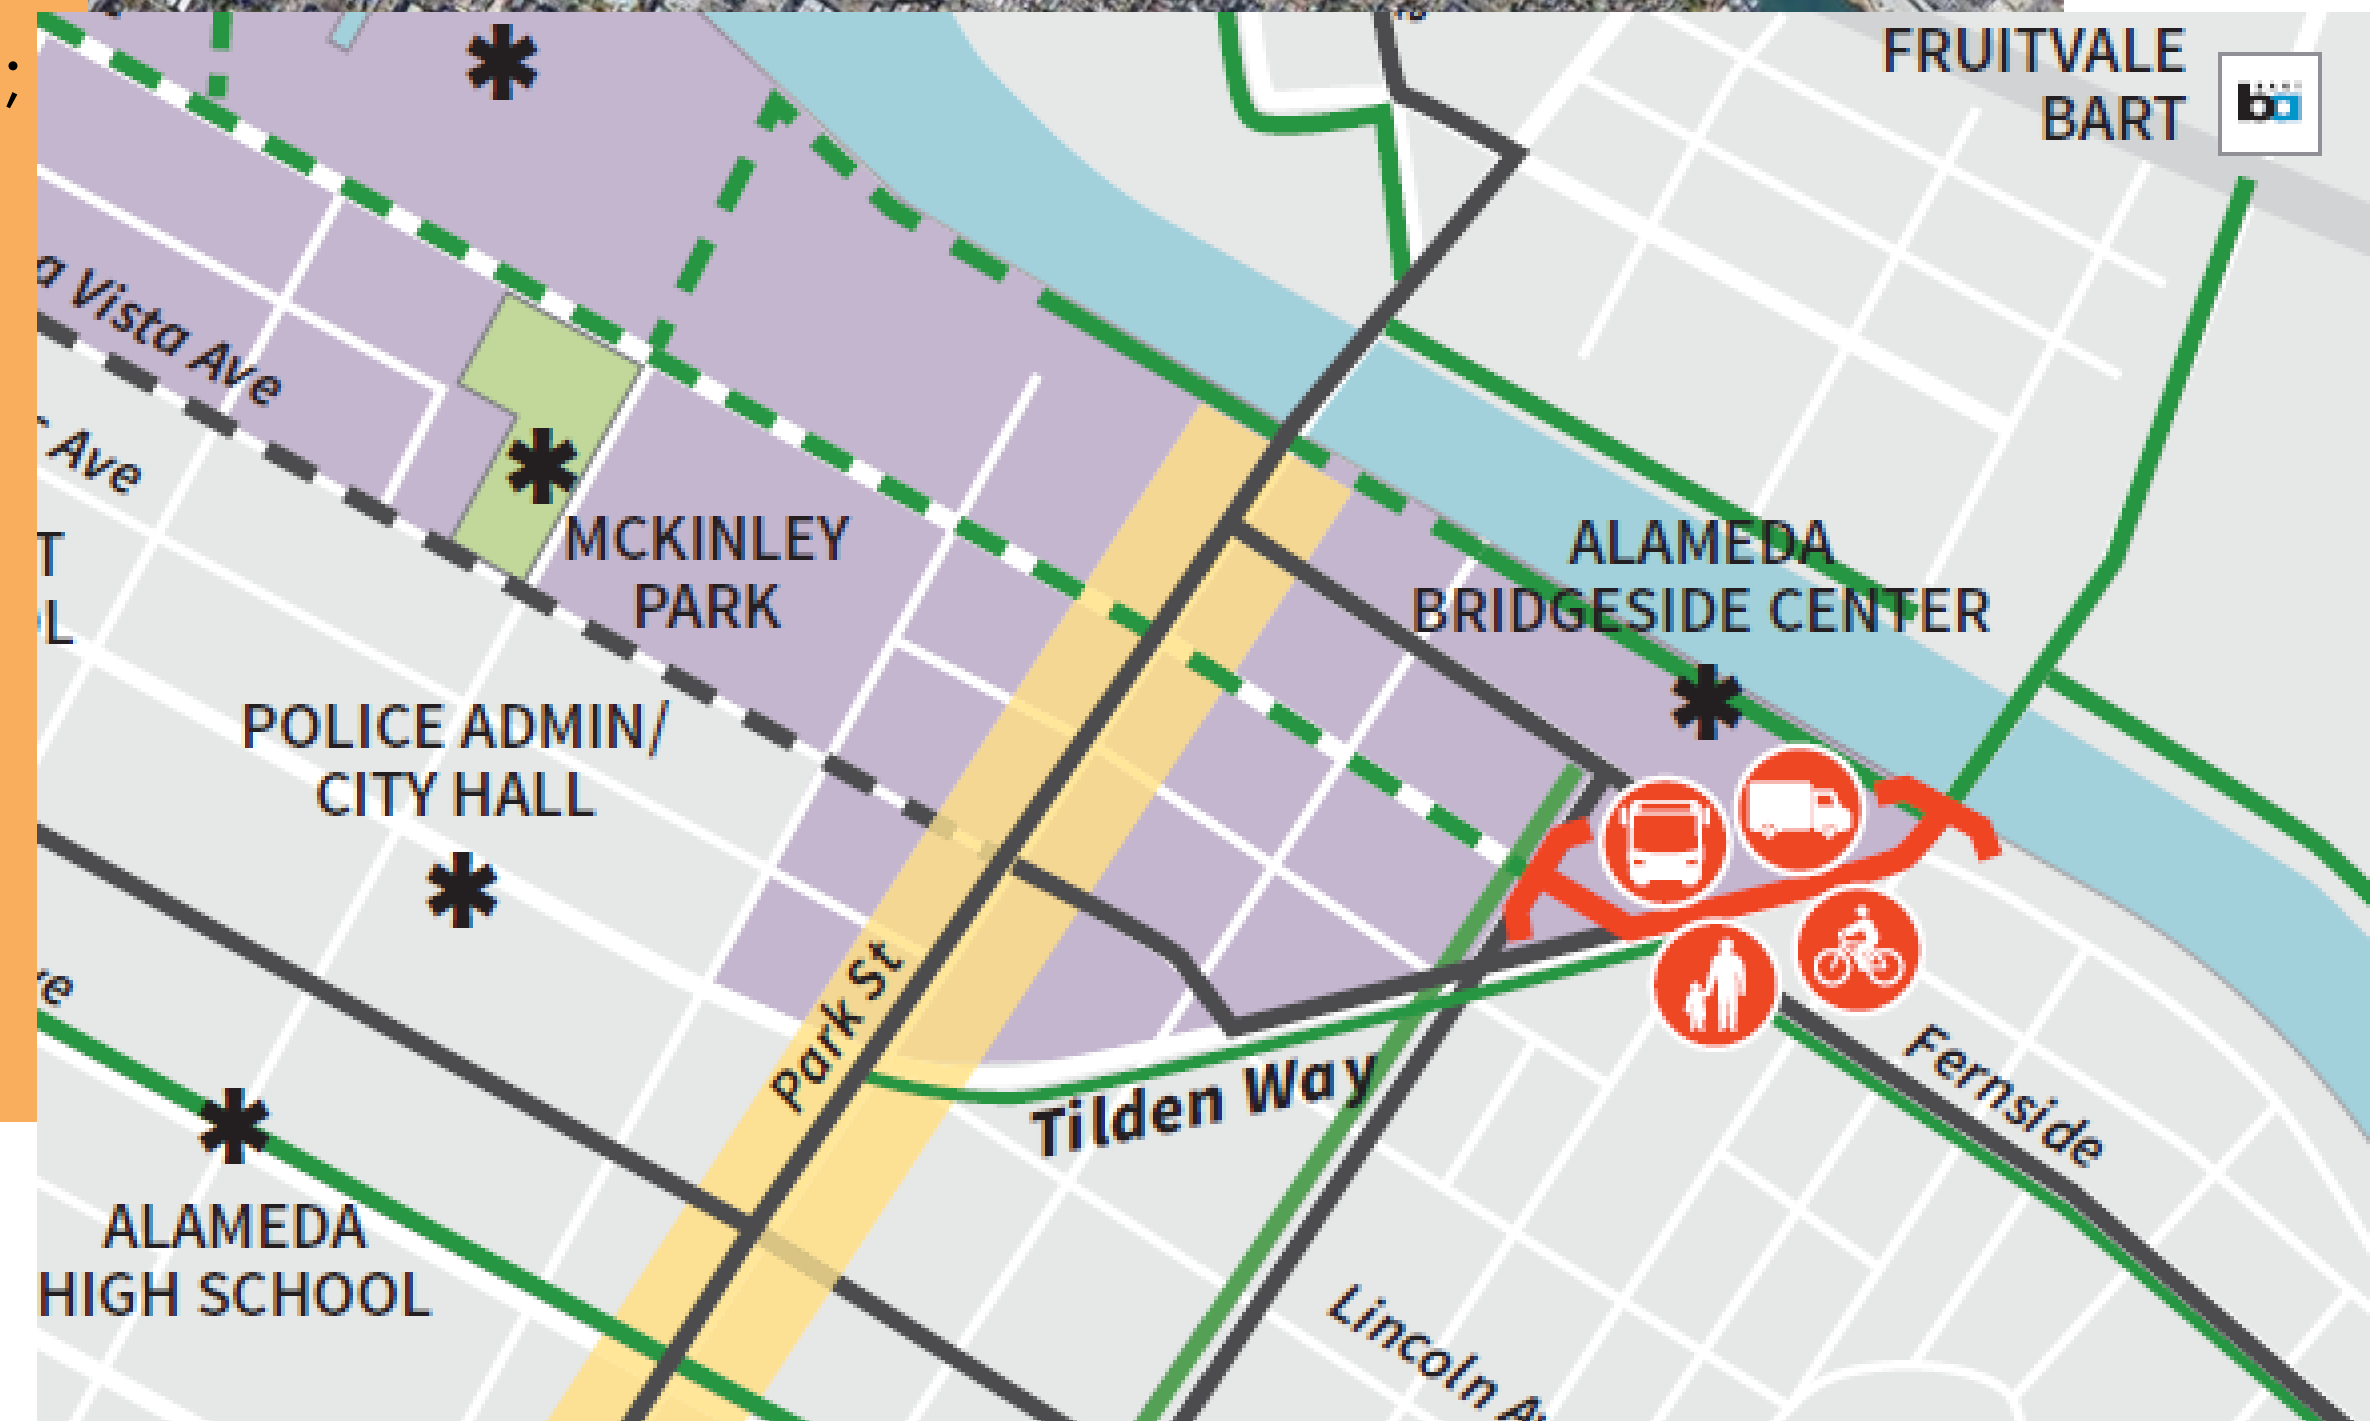 FRUITVALE
BART
ba
a Vista Ave
Ave
T
L
MCKINLEY
PARK
ALAMEDA
BRIDGESIDE CENTER
POLICE ADMIN/
CITY HALL
Park St
Tilden Way
Fernside
ALAMEDA
HIGH SCHOOL
Lincoln A
;